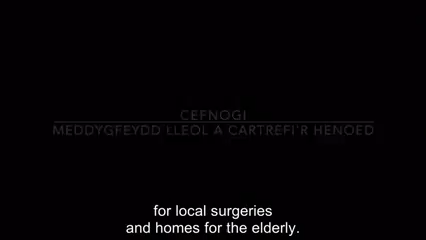 CEFNOGI
MEDDYGFEYDD LLEOL A CARTREFI'R HENOED
for local surgeries
and homes for the elderly.